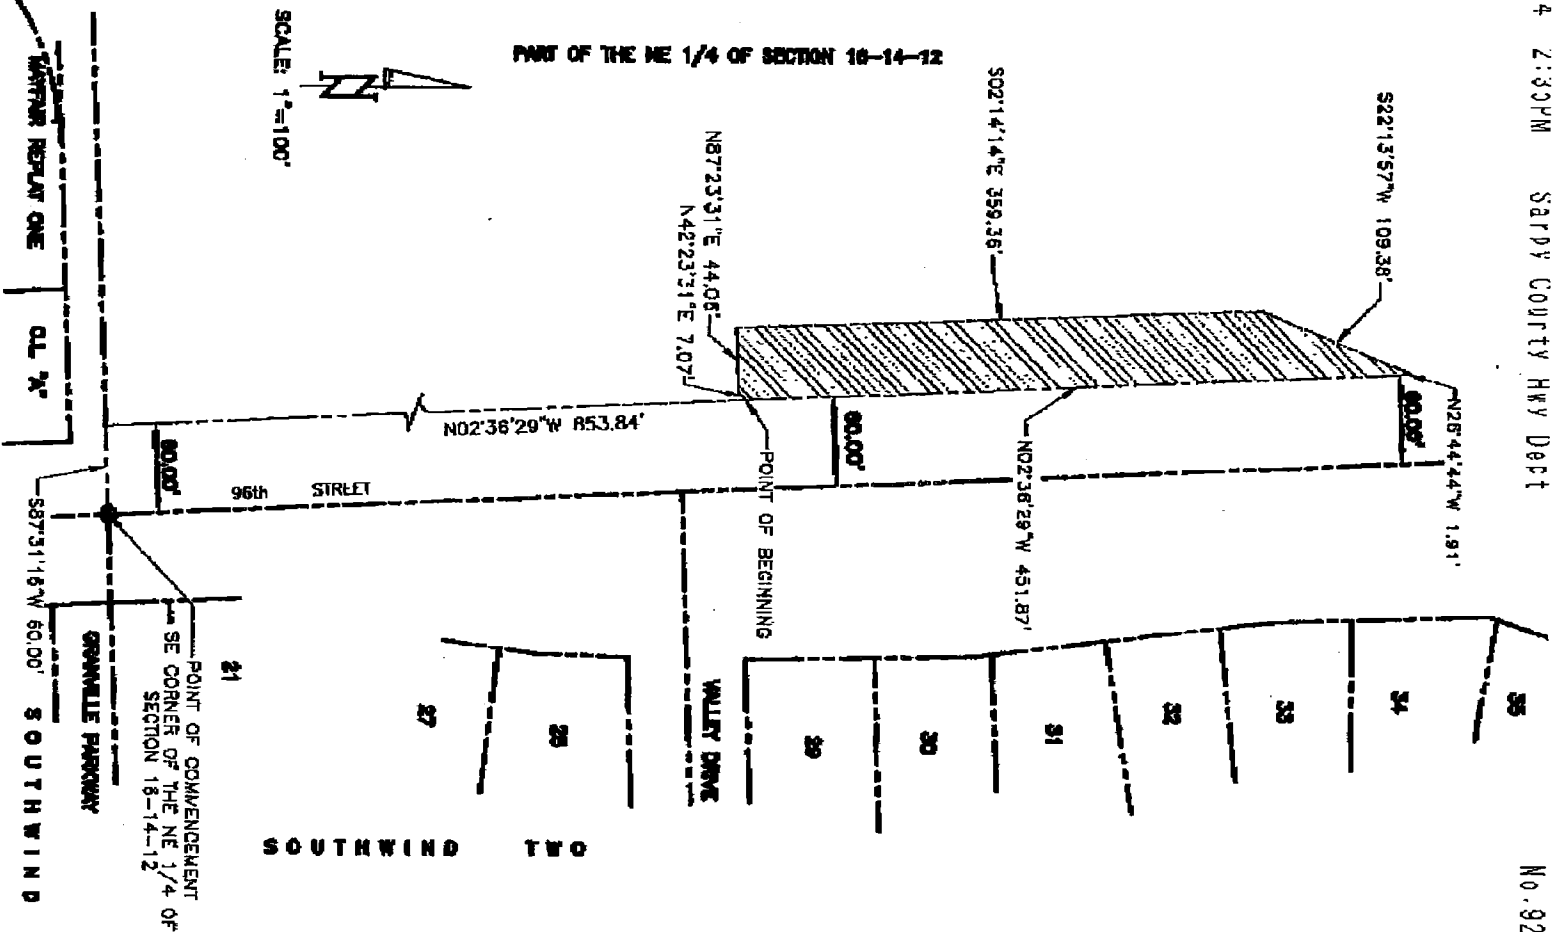 4 2:30PM Sarpy County Hwy Dept
No.92
PART OF THE NE 1/4 OF SECTION 16-14-12
SCALE: 1"=100'
N
S02°14'14"E 359.36'
S22°13'57"W 109.38'
N87°23'31"E 44.06'
N42°23'31"E 7.07'
N26°44'44"W 1.91'
60.00'
60.00'
60.00'
N02°36'29"W 853.84'
N02°36'29"W 451.87'
POINT OF BEGINNING
96th STREET
MAYFAIR REPLAT ONE
O.L. "A"
S87°31'16"W 60.00'
POINT OF COMMENCEMENT
SE CORNER OF THE NE 1/4 OF
SECTION 16-14-12
GRANVILLE PARKWAY
VALLEY DRIVE
21
27
28
29
30
31
32
33
34
35
SOUTHWIND TWO
SOUTHWIND